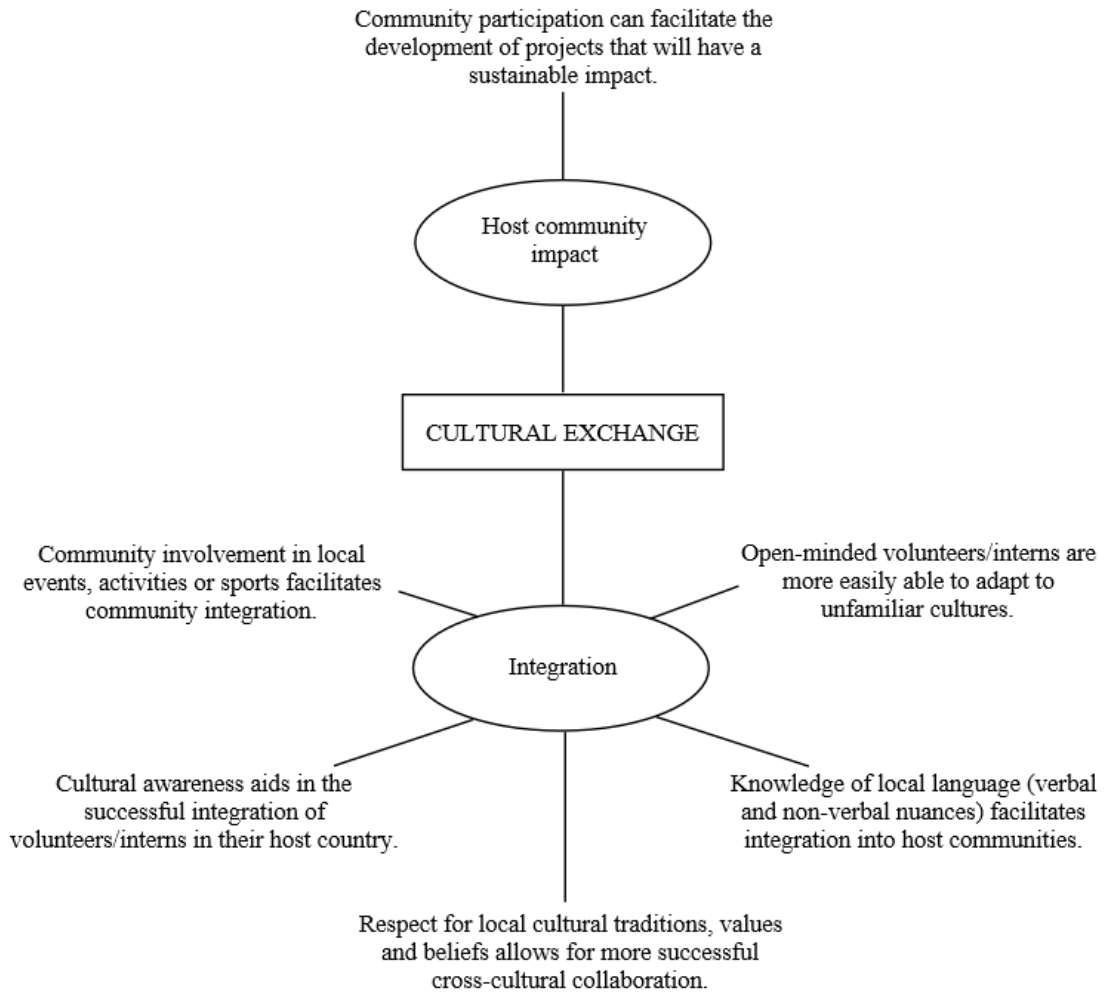 Community participation can facilitate the
development of projects that will have a
sustainable impact.
Host community
impact
CULTURAL EXCHANGE
Community involvement in local
events, activities or sports facilitates
community integration.
Open-minded volunteers/interns are
more easily able to adapt to
unfamiliar cultures.
Integration
Cultural awareness aids in the
successful integration of
volunteers/interns in their host country.
Knowledge of local language (verbal
and non-verbal nuances) facilitates
integration into host communities.
Respect for local cultural traditions, values
and beliefs allows for more successful
cross-cultural collaboration.